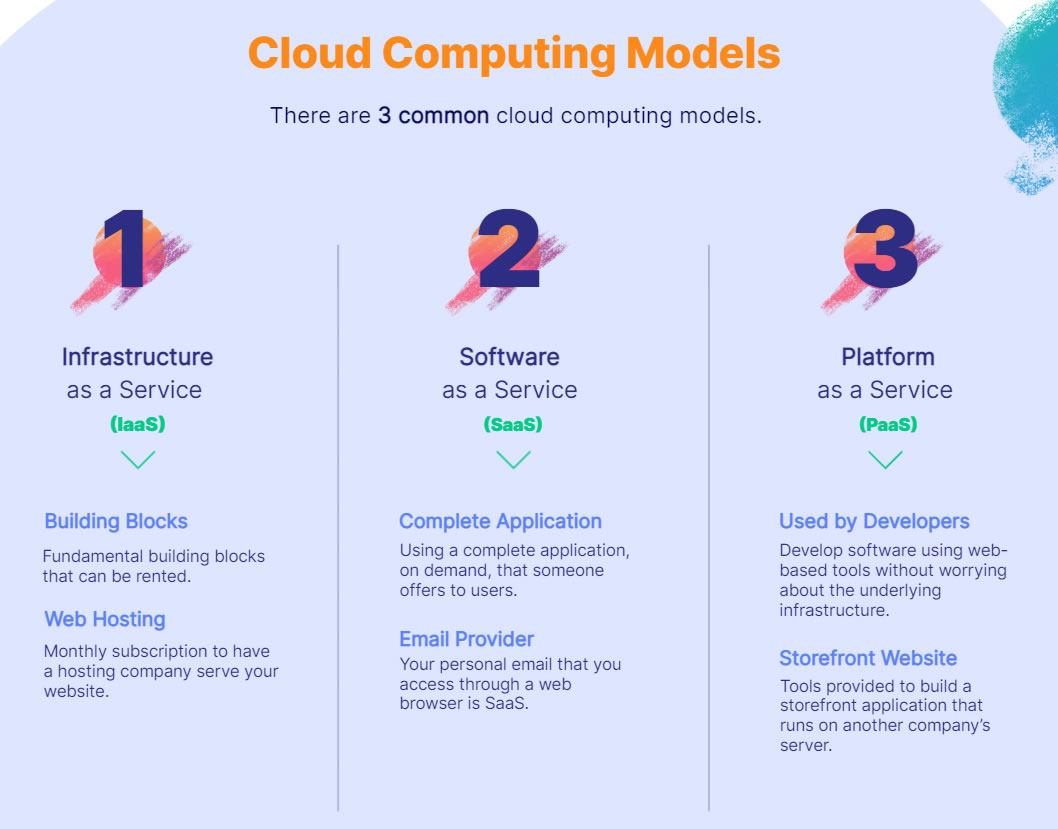 Cloud Computing Models
There are 3 common cloud computing models.
1
Infrastructure
as a Service
(IaaS)
Building Blocks
Fundamental building blocks
that can be rented.
Web Hosting
Monthly subscription to have
a hosting company serve your
website.
2
Software
as a Service
(SaaS)
Complete Application
Using a complete application,
on demand, that someone
offers to users.
Email Provider
Your personal email that you
access through a web
browser is SaaS.
3
Platform
as a Service
(PaaS)
Used by Developers
Develop software using web-
based tools without worrying
about the underlying
infrastructure.
Storefront Website
Tools provided to build a
storefront application that
runs on another company’s
server.